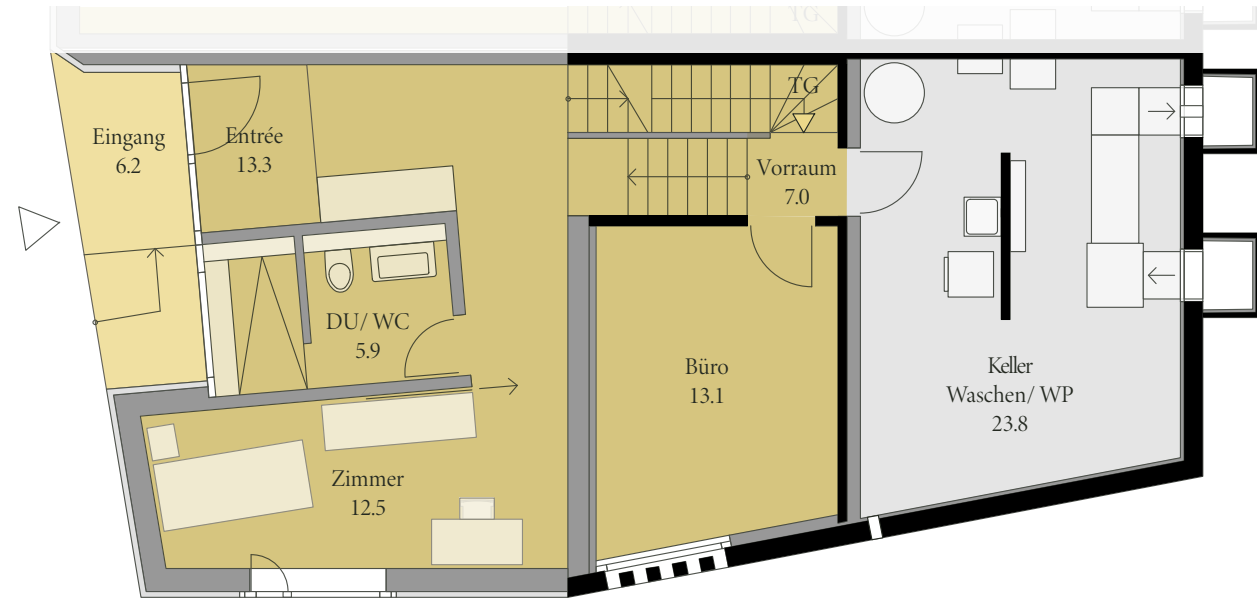 TG
TG
Eingang
6.2
Entrée
13.3
Vorraum
7.0
DU/ WC
5.9
Büro
13.1
Keller
Waschen/ WP
23.8
Zimmer
12.5